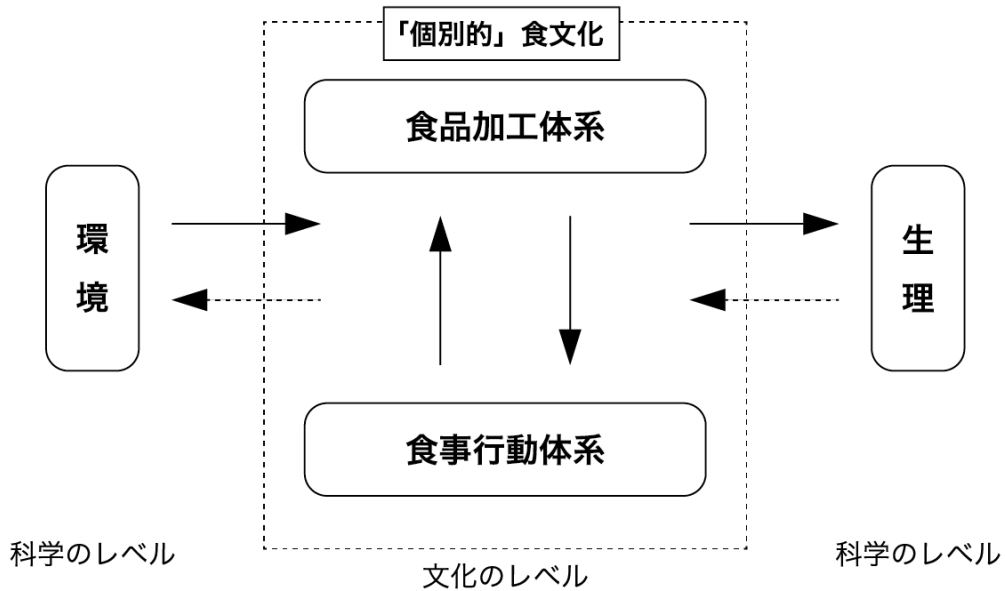 「個別的」食文化
食品加工体系
環境
生理
食事行動体系
科学のレベル
文化のレベル
科学のレベル